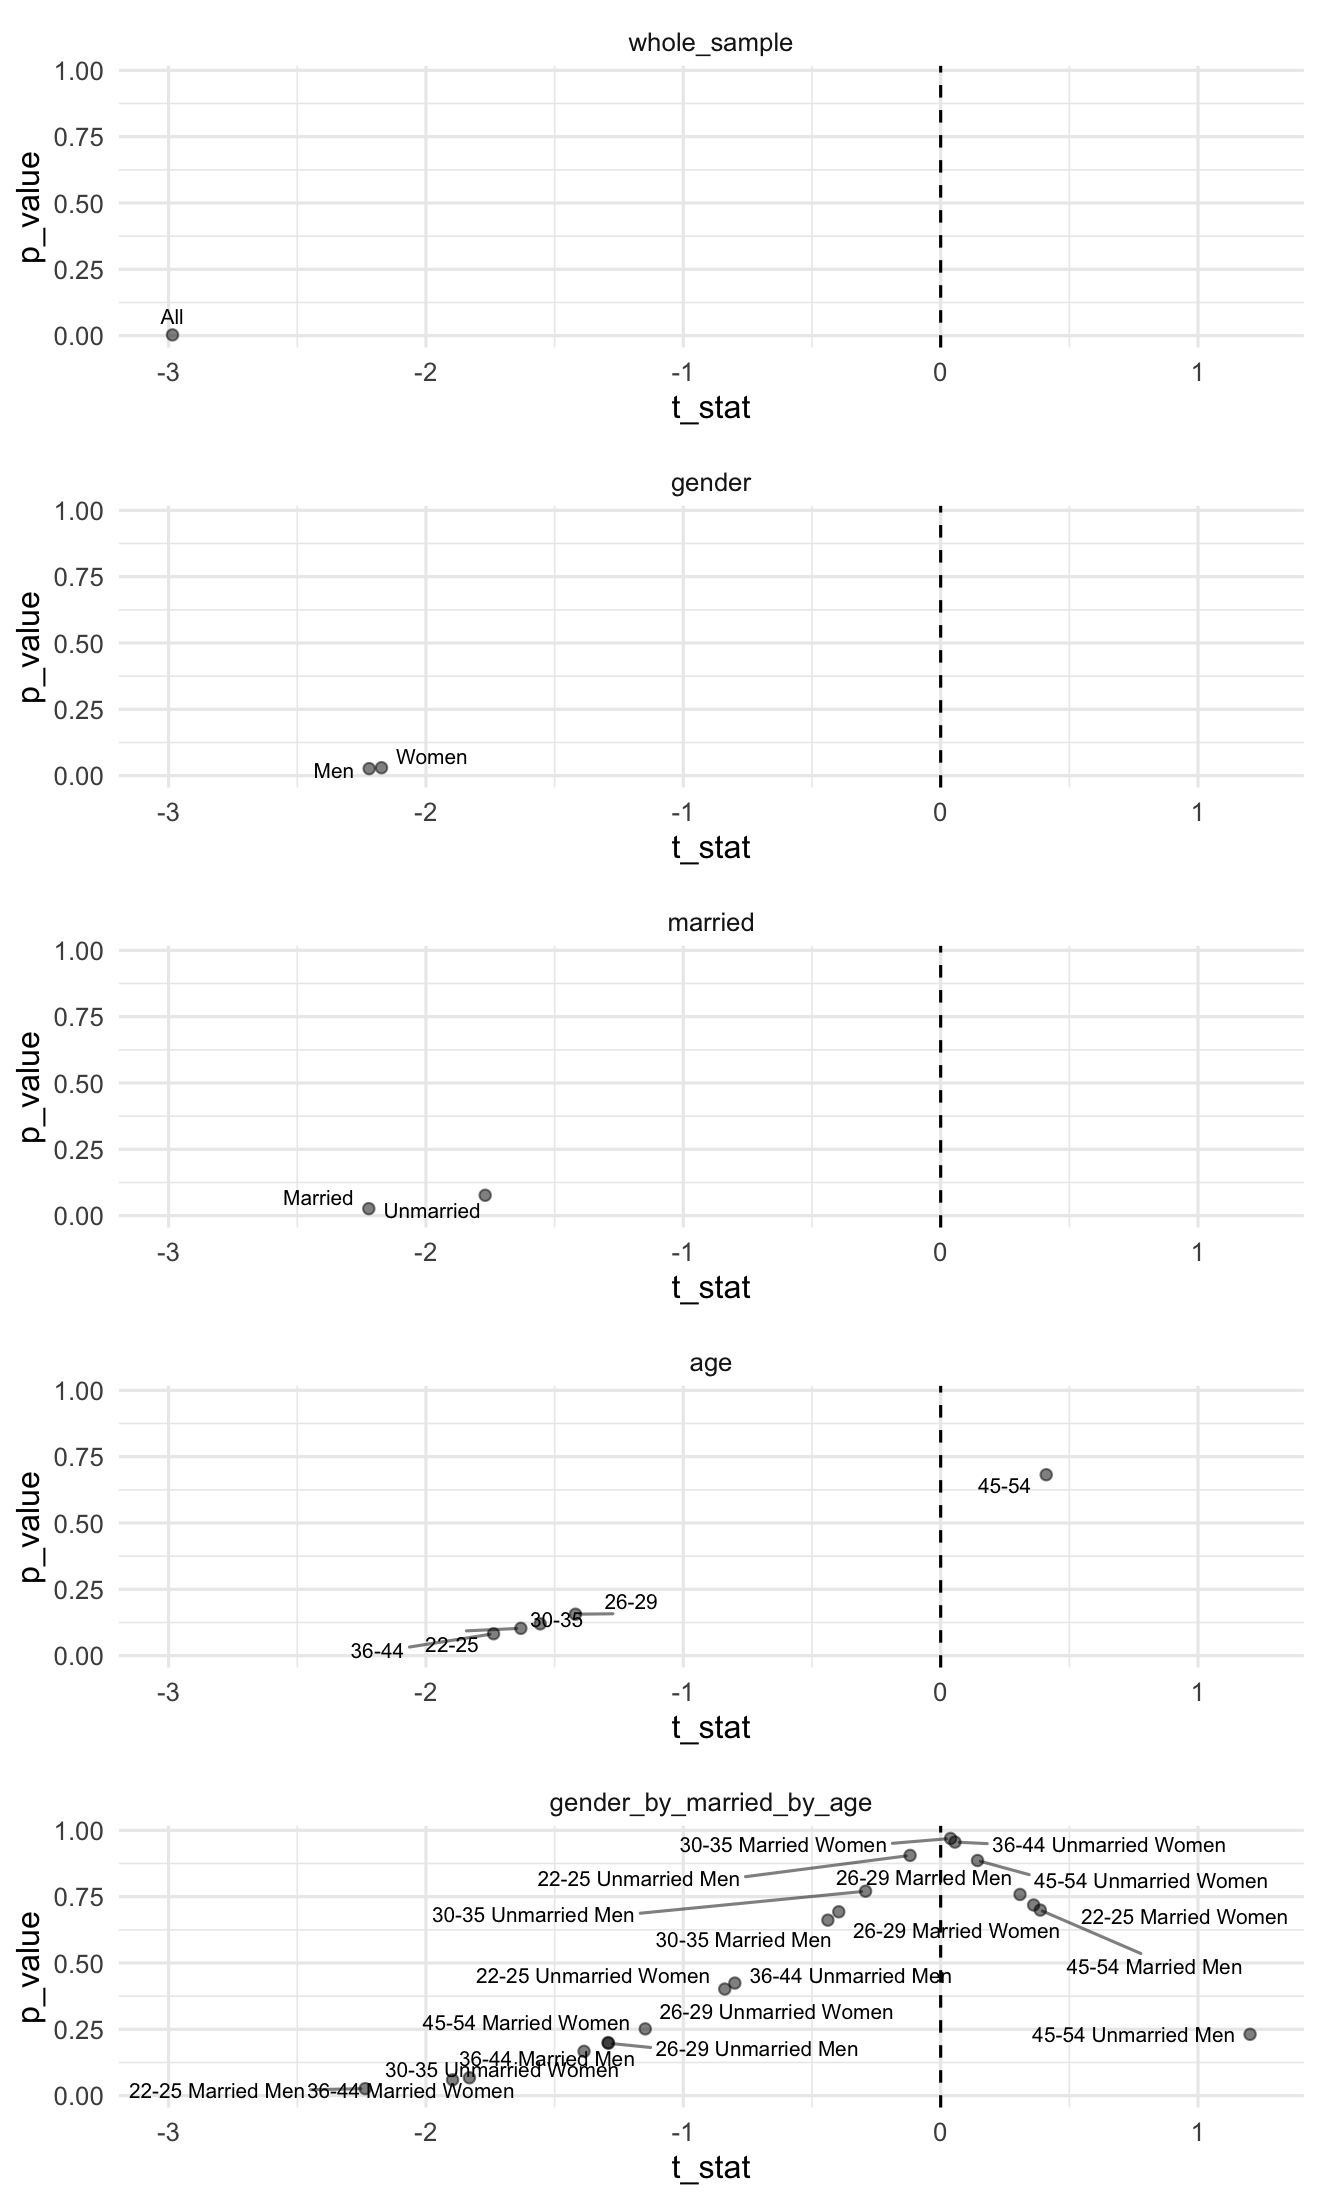 whole_sample
1.00
0.75
0.50
0.25
0.00
p_value
All
-3 -2 -1 0 1
t_stat
gender
1.00
0.75
0.50
0.25
0.00
p_value
Men
Women
-3 -2 -1 0 1
t_stat
married
1.00
0.75
0.50
0.25
0.00
p_value
Married
Unmarried
-3 -2 -1 0 1
t_stat
age
1.00
0.75
0.50
0.25
0.00
p_value
45-54
26-29
30-35
22-25
36-44
-3 -2 -1 0 1
t_stat
gender_by_married_by_age
1.00
0.75
0.50
0.25
0.00
p_value
30-35 Married Women
36-44 Unmarried Women
22-25 Unmarried Men
26-29 Married Men
45-54 Unmarried Women
30-35 Unmarried Men
22-25 Married Women
26-29 Married Women
30-35 Married Men
45-54 Married Men
22-25 Unmarried Women
36-44 Unmarried Men
26-29 Unmarried Women
45-54 Married Women
45-54 Unmarried Men
26-29 Unmarried Men
36-44 Married Men
30-35 Unmarried Women
22-25 Married Men
36-44 Married Women
-3 -2 -1 0 1
t_stat